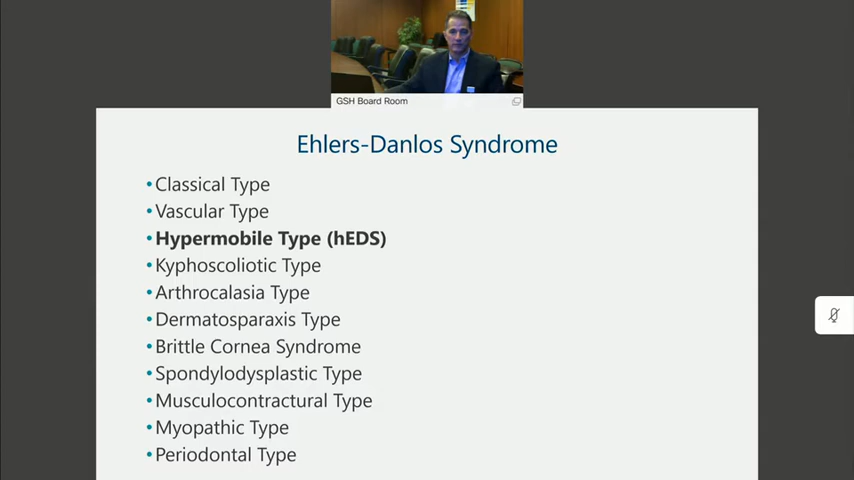 GSH Board Room
Ehlers-Danlos Syndrome
•Classical Type
•Vascular Type
•Hypermobile Type (hEDS)
•Kyphoscoliotic Type
•Arthrocalasia Type
•Dermatosparaxis Type
•Brittle Cornea Syndrome
•Spondylodysplastic Type
•Musculocontractural Type
•Myopathic Type
•Periodontal Type